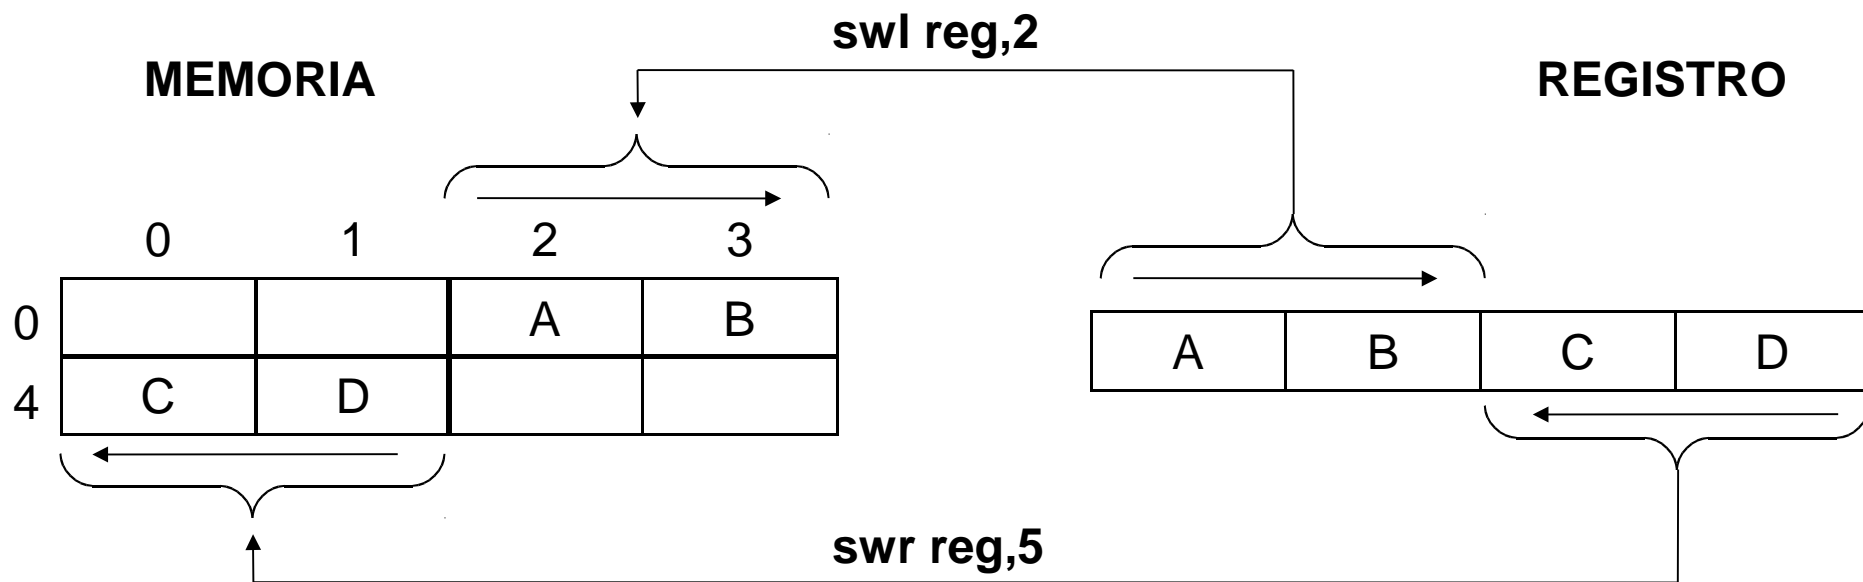 swl reg,2
MEMORIA
REGISTRO
0 1 2 3
0 A B
4 C D
A B C D
swr reg,5